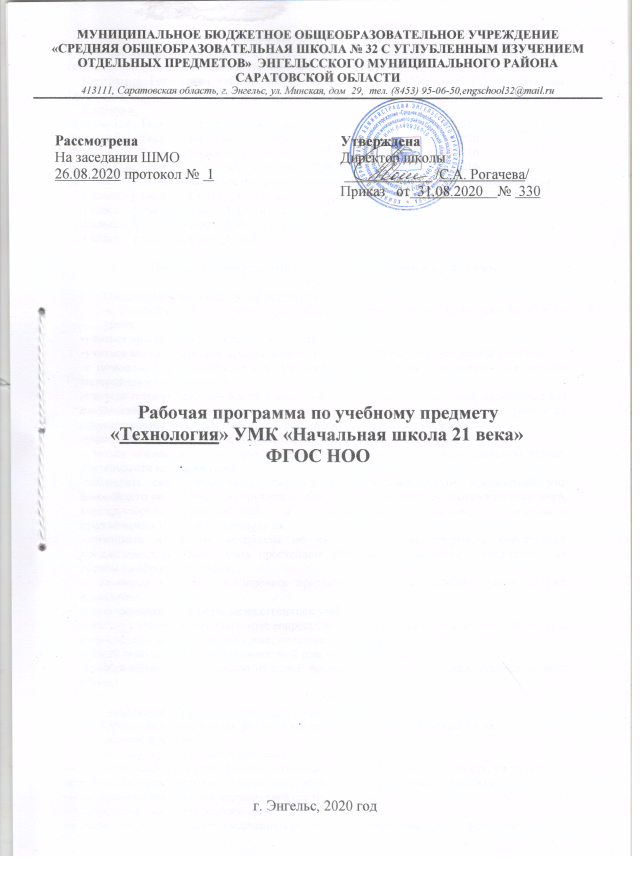 МУНИЦИПАЛЬНОЕ БЮДЖЕТНОЕ ОБЩЕОБРАЗОВАТЕЛЬНОЕ УЧРЕЖДЕНИЕ
«СРЕДНЯЯ ОБЩЕОБРАЗОВАТЕЛЬНАЯ ШКОЛА № 32 С УГЛУБЛЕННЫМ ИЗУЧЕНИЕМ
ОТДЕЛЬНЫХ ПРЕДМЕТОВ» ЭНГЕЛЬССКОГО МУНИЦИПАЛЬНОГО РАЙОНА
САРАТОВСКОЙ ОБЛАСТИ
413111, Саратовская область, г. Энгельс, ул. Минская, дом 29, тел. (8453) 95-06-50,engschool32@mail.ru
Рассмотрена
На заседании ШМО
26.08.2020 протокол № 1
Утверждена
Директор школы
/С.А. Рогачева/
Приказ от 31.08.2020 № 330
Рабочая программа по учебному предмету
«Технология» УМК «Начальная школа 21 века»
ФГОС НОО
г. Энгельс, 2020 год